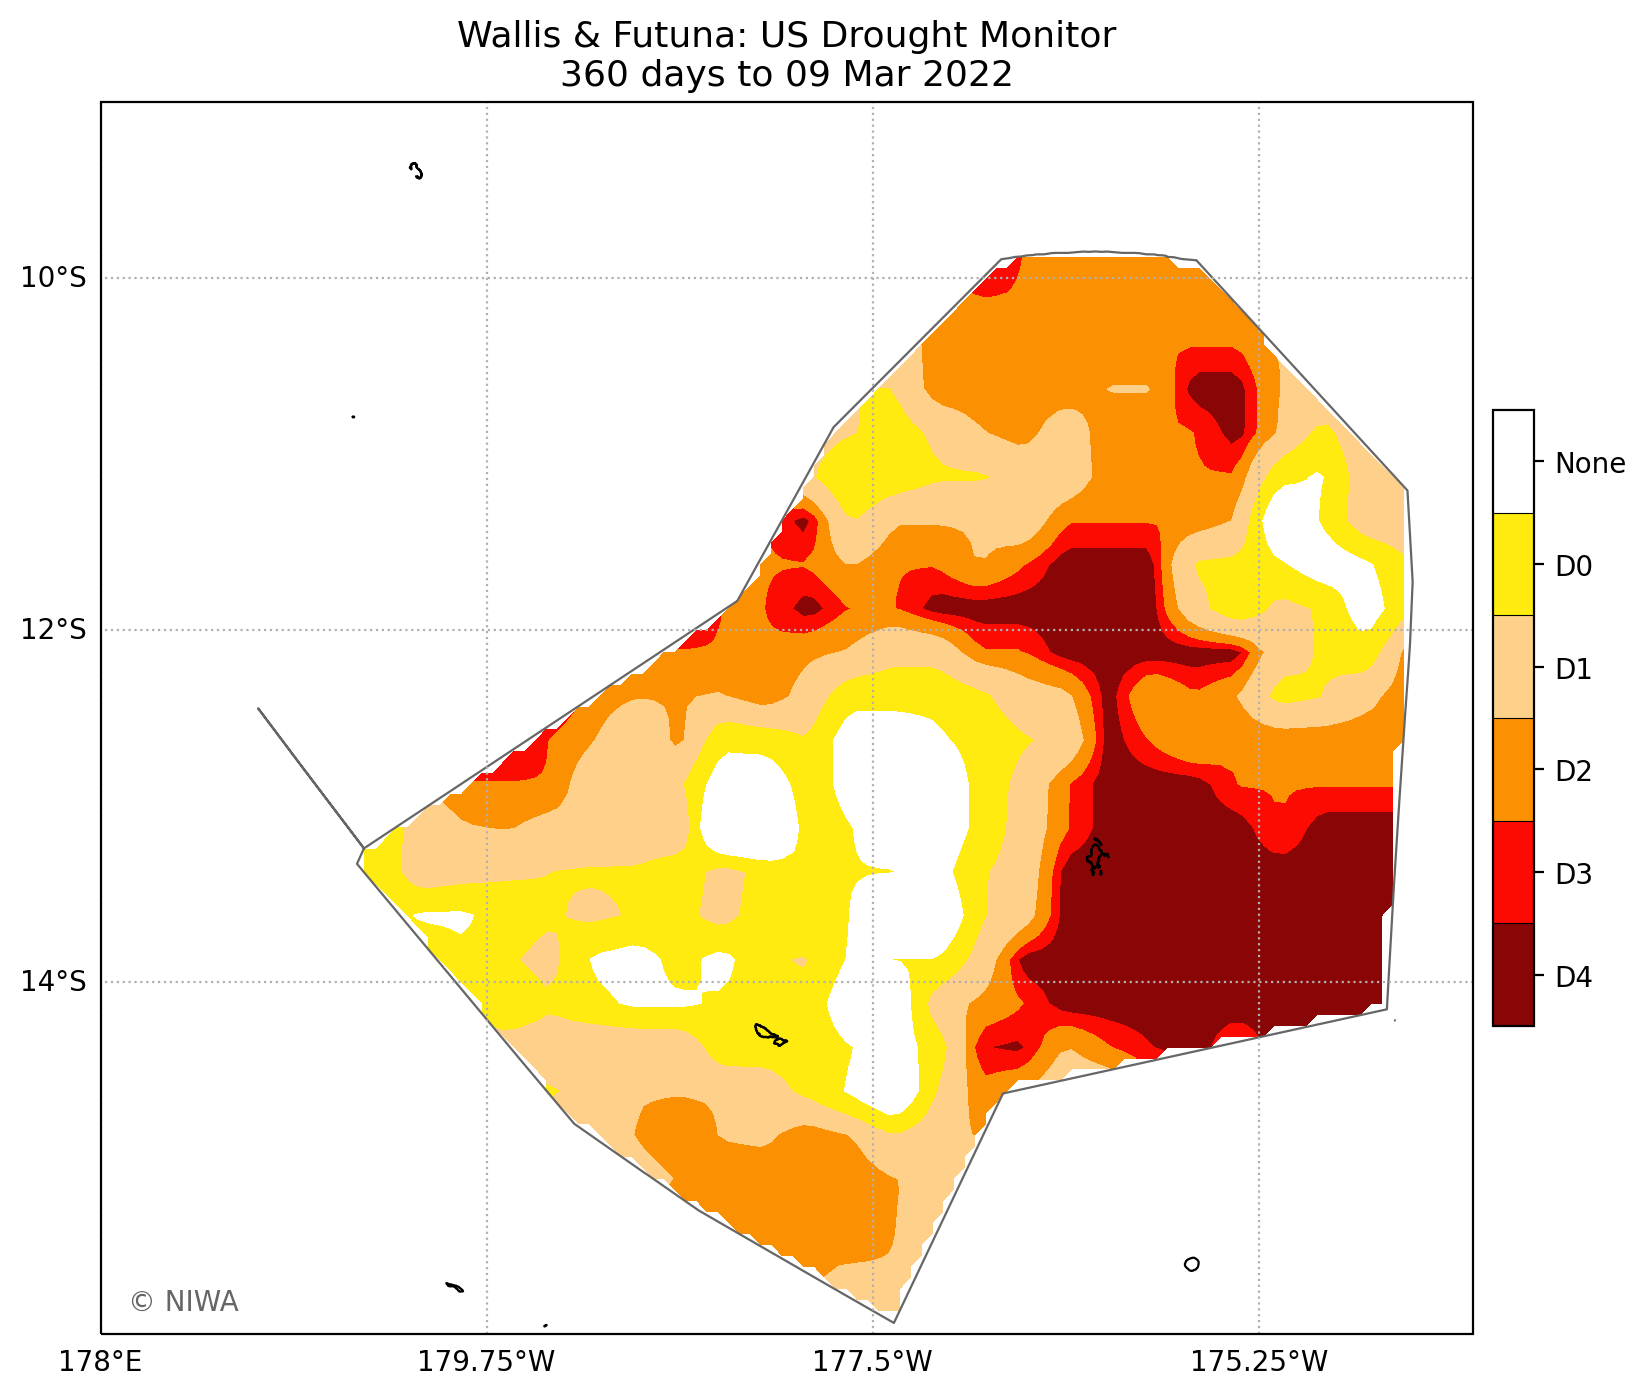 Wallis & Futuna: US Drought Monitor
360 days to 09 Mar 2022
10°S
12°S
14°S
178°E
179.75°W
177.5°W
175.25°W
None
D0
D1
D2
D3
D4
© NIWA